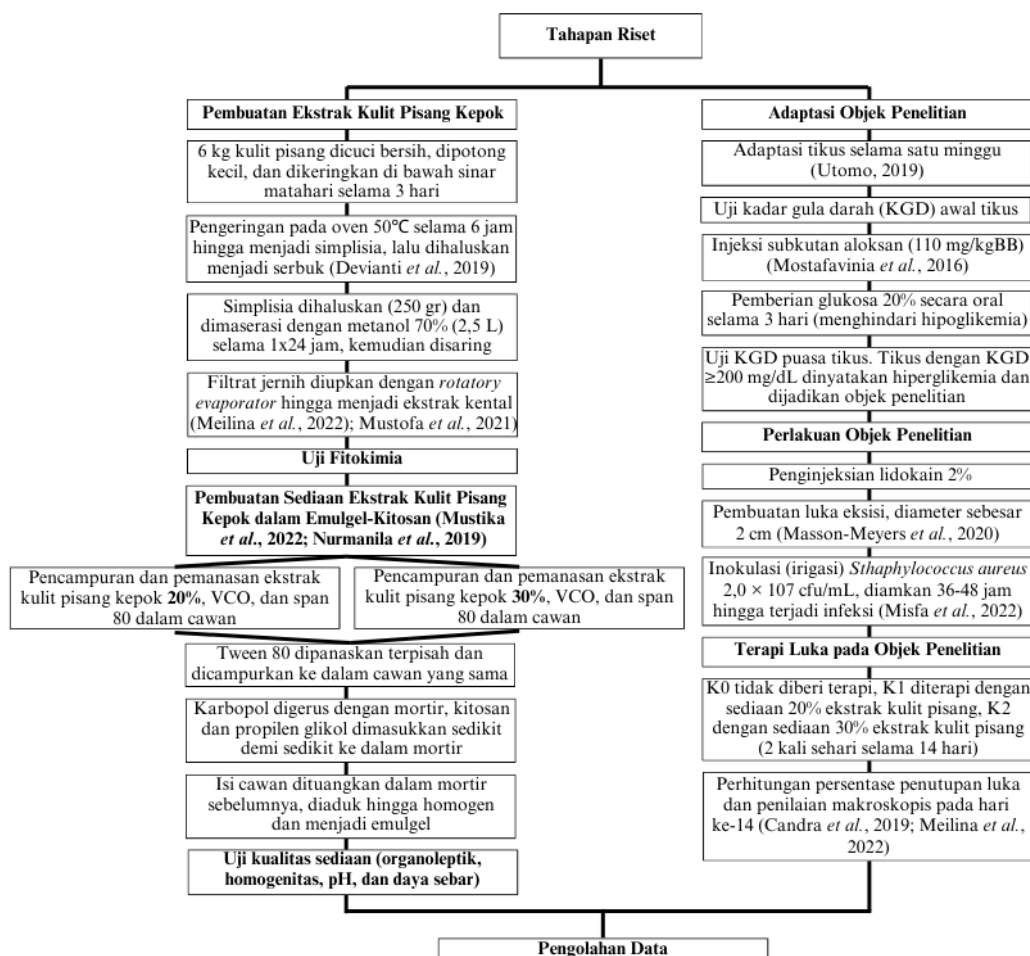 Tahapan Riset
Pembuatan Ekstrak Kulit Pisang Kepok
6 kg kulit pisang dicuci bersih, dipotong
kecil, dan dikeringkan di bawah sinar
matahari selama 3 hari
Pengeringan pada oven 50℃ selama 6 jam
hingga menjadi simplisia, lalu dihaluskan
menjadi serbuk (Devianti et al., 2019)
Simplisia dihaluskan (250 gr) dan
dimaserasi dengan metanol 70% (2,5 L)
selama 1x24 jam, kemudian disaring
Filtrat jernih diupkan dengan rotatory
evaporator hingga menjadi ekstrak kental
(Meilina et al., 2022); Mustofa et al., 2021)
Uji Fitokimia
Pembuatan Sediaan Ekstrak Kulit Pisang
Kepok dalam Emulgel-Kitosan (Mustika
et al., 2022; Nurmanila et al., 2019)
Pencampuran dan pemanasan ekstrak
kulit pisang kepok 20%, VCO, dan span
80 dalam cawan
Pencampuran dan pemanasan ekstrak
kulit pisang kepok 30%, VCO, dan span
80 dalam cawan
Tween 80 dipanaskan terpisah dan
dicampurkan ke dalam cawan yang sama
Karbopol digerus dengan mortir, kitosan
dan propilen glikol dimasukkan sedikit
demi sedikit ke dalam mortir
Isi cawan dituangkan dalam mortir
sebelumnya, diaduk hingga homogen
dan menjadi emulgel
Uji kualitas sediaan (organoleptik,
homogenitas, pH, dan daya sebar)
Adaptasi Objek Penelitian
Adaptasi tikus selama satu minggu
(Utomo, 2019)
Uji kadar gula darah (KGD) awal tikus
Injeksi subkutan aloksan (110 mg/kgBB)
(Mostafavinia et al., 2016)
Pemberian glukosa 20% secara oral
selama 3 hari (menghindari hipoglikemia)
Uji KGD puasa tikus. Tikus dengan KGD
≥200 mg/dL dinyatakan hiperglikemia dan
dijadikan objek penelitian
Perlakuan Objek Penelitian
Penginjeksian lidokain 2%
Pembuatan luka eksisi, diameter sebesar
2 cm (Masson-Meyers et al., 2020)
Inokulasi (irigasi) Sthaphylococcus aureus
2,0 × 107 cfu/mL, diamkan 36-48 jam
hingga terjadi infeksi (Misfa et al., 2022)
Terapi Luka pada Objek Penelitian
K0 tidak diberi terapi, K1 diterapi dengan
sediaan 20% ekstrak kulit pisang, K2
dengan sediaan 30% ekstrak kulit pisang
(2 kali sehari selama 14 hari)
Perhitungan persentase penutupan luka
dan penilaian makroskopis pada hari
ke-14 (Candra et al., 2019; Meilina et al.,
2022)
Pengolahan Data